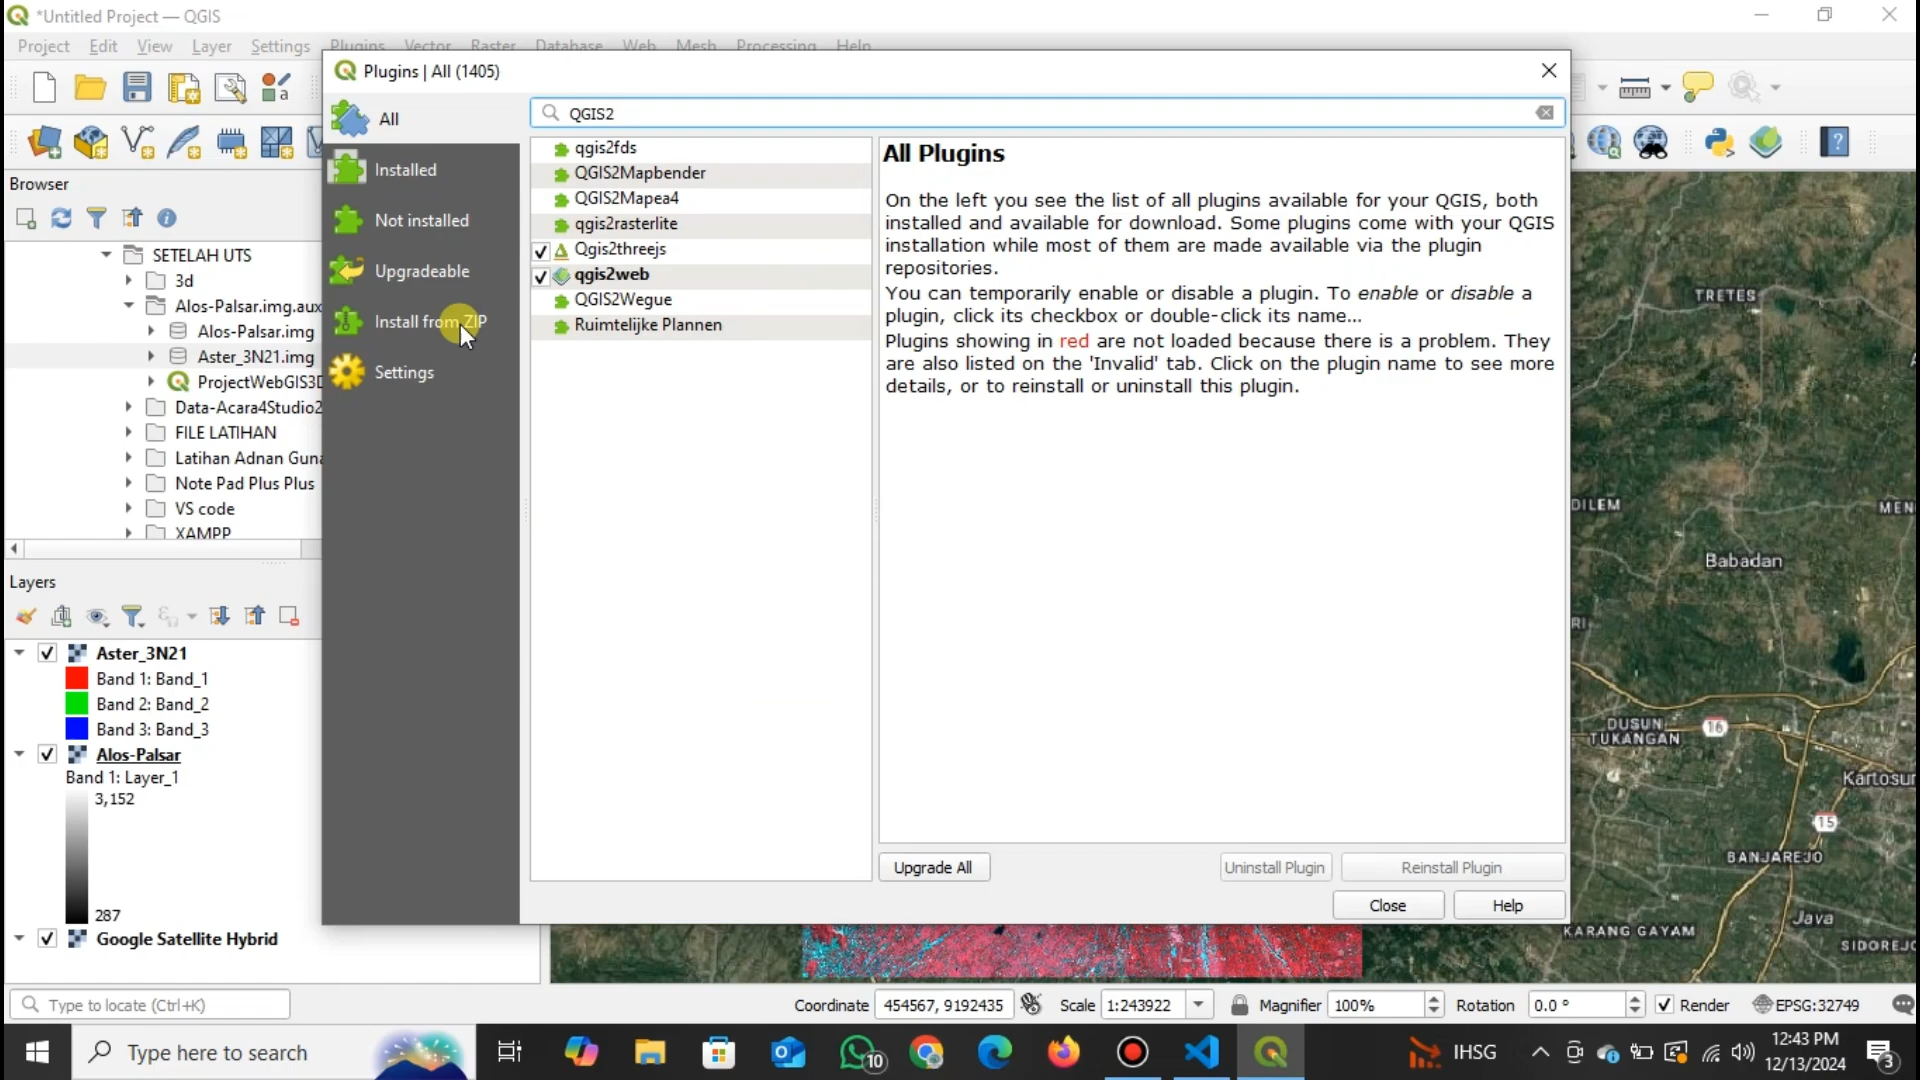 *Untitled Project — QGIS
Project Edit View Layer Settings Plugins Vector Raster Database Web Mesh Processing Help
Plugins | All (1405)
All
QGIS2
Installed
Not installed
Upgradeable
Install from ZIP
Settings
qgis2fds
QGIS2Mapbender
QGIS2Mapea4
qgis2rasterlite
Qgis2threejs
qgis2web
QGIS2Wegue
Ruimtelijke Plannen
All Plugins
On the left you see the list of all plugins available for your QGIS, both
installed and available for download. Some plugins come with your QGIS
installation while most of them are made available via the plugin
repositories.
You can temporarily enable or disable a plugin. To enable or disable a
plugin, click its checkbox or double-click its name...
Plugins showing in red are not loaded because there is a problem. They
are also listed on the 'Invalid' tab. Click on the plugin name to see more
details, or to reinstall or uninstall this plugin.
Upgrade All
Uninstall Plugin
Reinstall Plugin
Close
Help
Browser
SETELAH UTS
3d
Alos-Palsar.img.aux
Alos-Palsar.img
Aster_3N21.img
ProjectWebGIS3D
Data-Acara4Studio2
FILE LATIHAN
Latihan Adnan Guna
Note Pad Plus Plus
VS code
XAMPP
Layers
Aster_3N21
Band 1: Band_1
Band 2: Band_2
Band 3: Band_3
Alos-Palsar
Band 1: Layer_1
3,152
287
Google Satellite Hybrid
TRETES
DILEM
MEN
Babadan
RI
DUSUN
TUKANGAN
16
Kartosur
15
BANJAREJO
Java
KARANG GAYAM
SIDOREJO
Type to locate (Ctrl+K)
Coordinate 454567, 9192435 Scale 1:243922 Magnifier 100% Rotation 0.0 ° Render EPSG:32749
Type here to search
10
IHSG
12:43 PM
12/13/2024
3